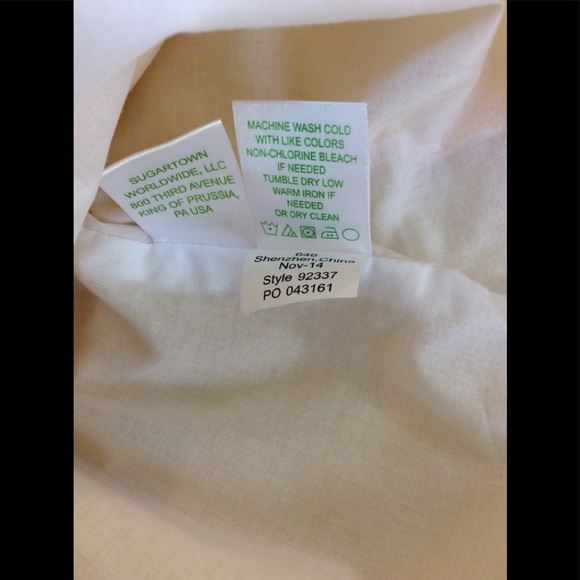 SUGARTOWN
WORLDWIDE, LLC
800 THIRD AVENUE
KING OF PRUSSIA,
PA USA
MACHINE WASH COLD
WITH LIKE COLORS
NON-CHLORINE BLEACH
IF NEEDED
TUMBLE DRY LOW
WARM IRON IF
NEEDED
OR DRY CLEAN
Shenzhen, China
Nov-14
Style 92337
PO 043161